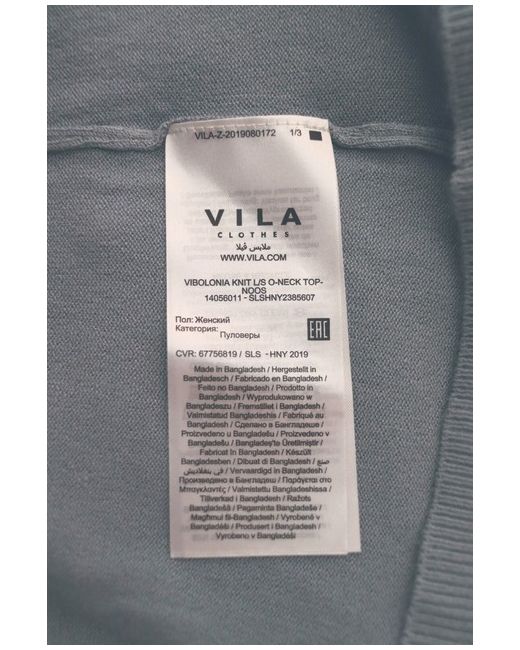 VILA-Z-2019080172 1/3
VILA
CLOTHES
ملابس ڤيلا
WWW.VILA.COM
VIBOLONIA KNIT L/S O-NECK TOP-
NOOS
14056011 - SLSHNY2385607
Пол: Женский
Категория:
Пуловеры
EAC
CVR: 67756819 / SLS - HNY 2019
Made in Bangladesh / Hergestellt in
Bangladesch / Fabricado en Bangladesh /
Feito no Bangladesh / Prodotto in
Bangladesh / Wyprodukowano w
Bangladeszu / Fremstillet i Bangladesh /
Valmistatud Bangladeshis / Fabriqué au
Bangladesh / Сделано в Бангладеше /
Proizvedeno u Bangladešu / Proizvedeno v
Bangladešu / Bangladeş'te Üretilmiştir /
Fabricat în Bangladesh / Készült
Bangladesben / Dibuat di Bangladesh / صنع
في بنغلاديش / Vervaardigd in Bangladesh /
Произведено в Бангладеш / Παράγεται στο
Μπαγκλαντές / Valmistettu Bangladeshissa /
Tillverkad i Bangladesh / Ražots
Bangladešā / Pagaminta Bangladeše /
Magħmul fil-Bangladesh / Vyrobené v
Bangladéši / Produsert i Bangladesh /
Vyrobeno v Bangladéši